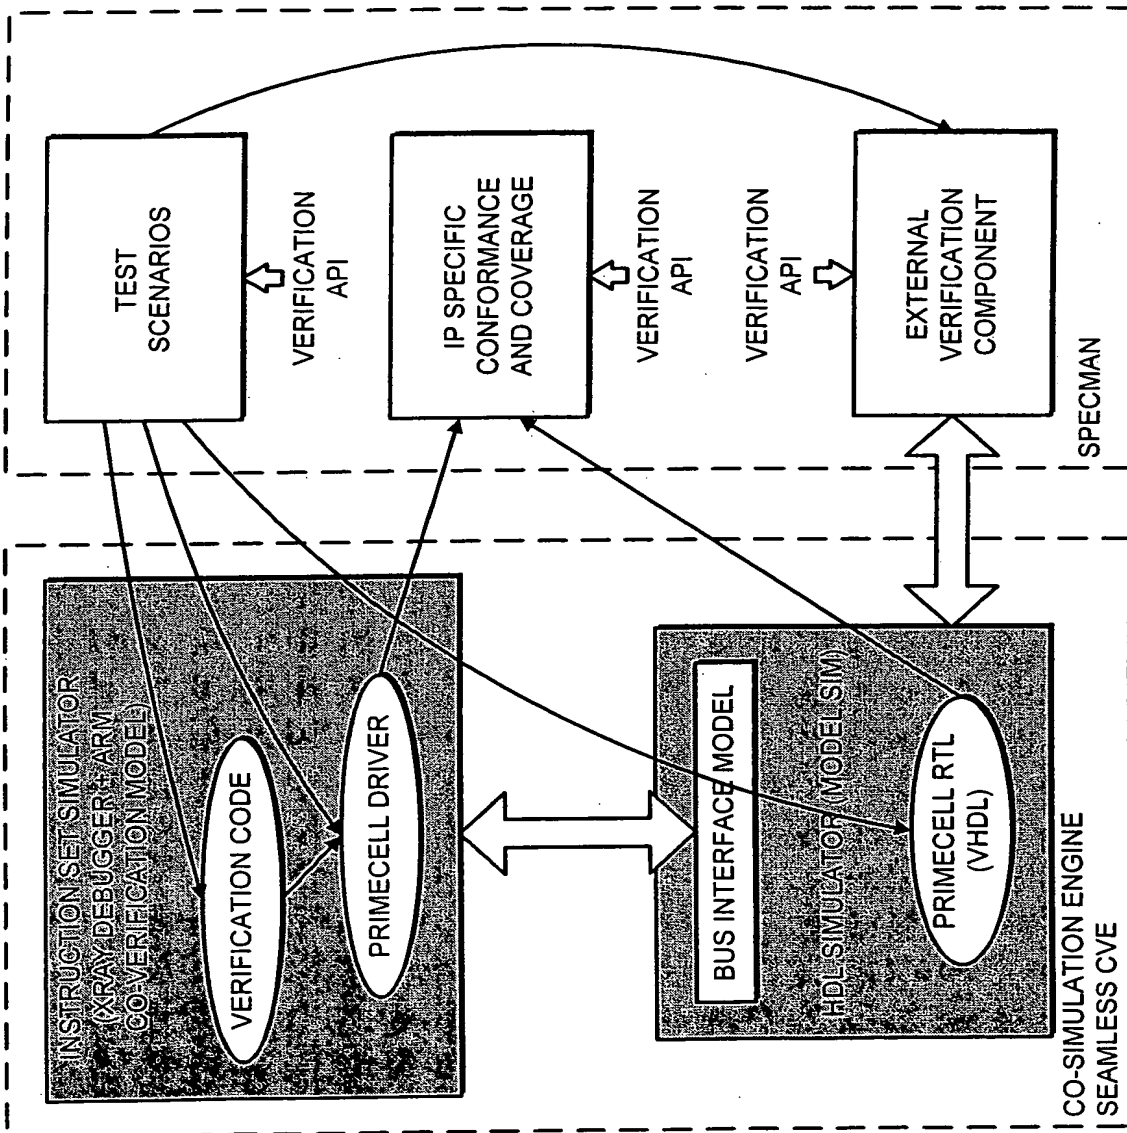 INSTRUCTION SET SIMULATOR
(XRAY DEBUGGER + ARM
CO-VERIFICATION MODEL)
VERIFICATION CODE
PRIMECELL DRIVER
BUS INTERFACE MODEL
HDL SIMULATOR (MODEL SIM)
PRIMECELL RTL
(VHDL)
CO-SIMULATION ENGINE
SEAMLESS CVE
TEST
SCENARIOS
VERIFICATION
API
IP SPECIFIC
CONFORMANCE
AND COVERAGE
VERIFICATION
API
VERIFICATION
API
EXTERNAL
VERIFICATION
COMPONENT
SPECMAN